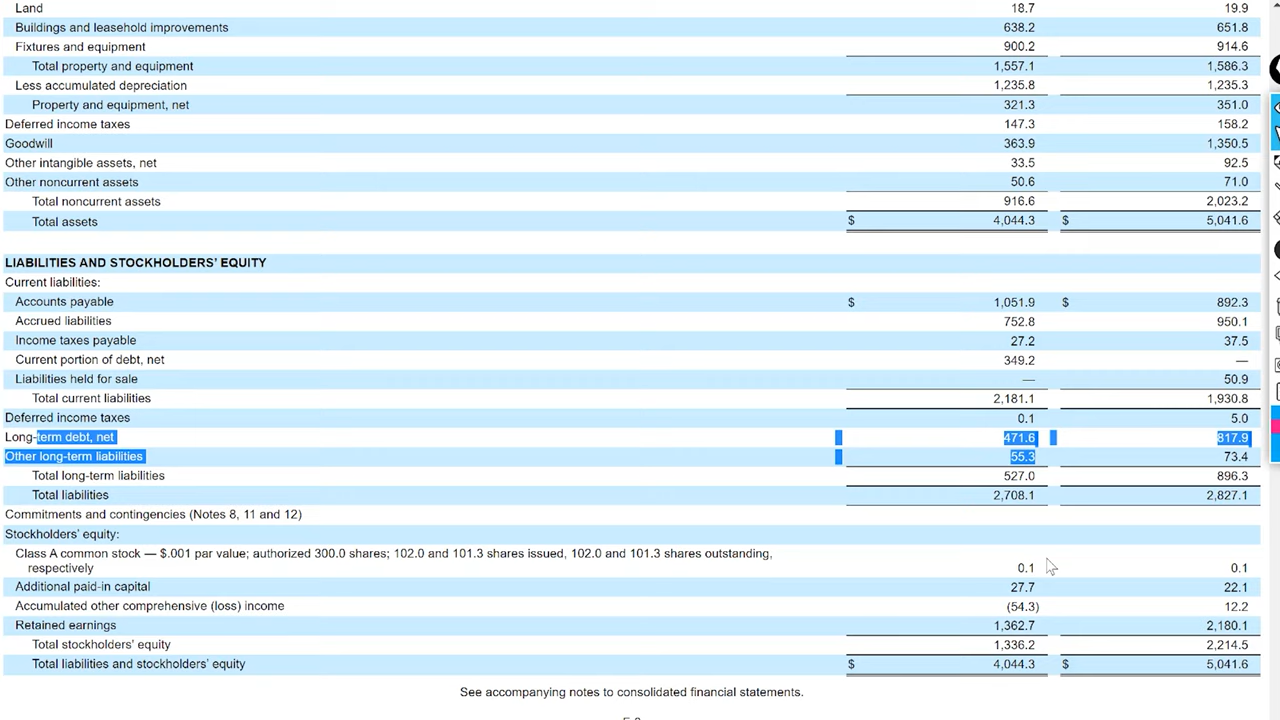 Land 18.7 19.9
Buildings and leasehold improvements 638.2 651.8
Fixtures and equipment 900.2 914.6
Total property and equipment 1,557.1 1,586.3
Less accumulated depreciation 1,235.8 1,235.3
Property and equipment, net 321.3 351.0
Deferred income taxes 147.3 158.2
Goodwill 363.9 1,350.5
Other intangible assets, net 33.5 92.5
Other noncurrent assets 50.6 71.0
Total noncurrent assets 916.6 2,023.2
Total assets $ 4,044.3 $ 5,041.6
LIABILITIES AND STOCKHOLDERS' EQUITY
Current liabilities:
Accounts payable $ 1,051.9 $ 892.3
Accrued liabilities 752.8 950.1
Income taxes payable 27.2 37.5
Current portion of debt, net 349.2 —
Liabilities held for sale — 50.9
Total current liabilities 2,181.1 1,930.8
Deferred income taxes 0.1 5.0
Long-term debt, net 471.6 817.9
Other long-term liabilities 55.3 73.4
Total long-term liabilities 527.0 896.3
Total liabilities 2,708.1 2,827.1
Commitments and contingencies (Notes 8, 11 and 12)
Stockholders' equity:
Class A common stock — $.001 par value; authorized 300.0 shares; 102.0 and 101.3 shares issued, 102.0 and 101.3 shares outstanding,
respectively 0.1 0.1
Additional paid-in capital 27.7 22.1
Accumulated other comprehensive (loss) income (54.3) 12.2
Retained earnings 1,362.7 2,180.1
Total stockholders' equity 1,336.2 2,214.5
Total liabilities and stockholders' equity $ 4,044.3 $ 5,041.6
See accompanying notes to consolidated financial statements.